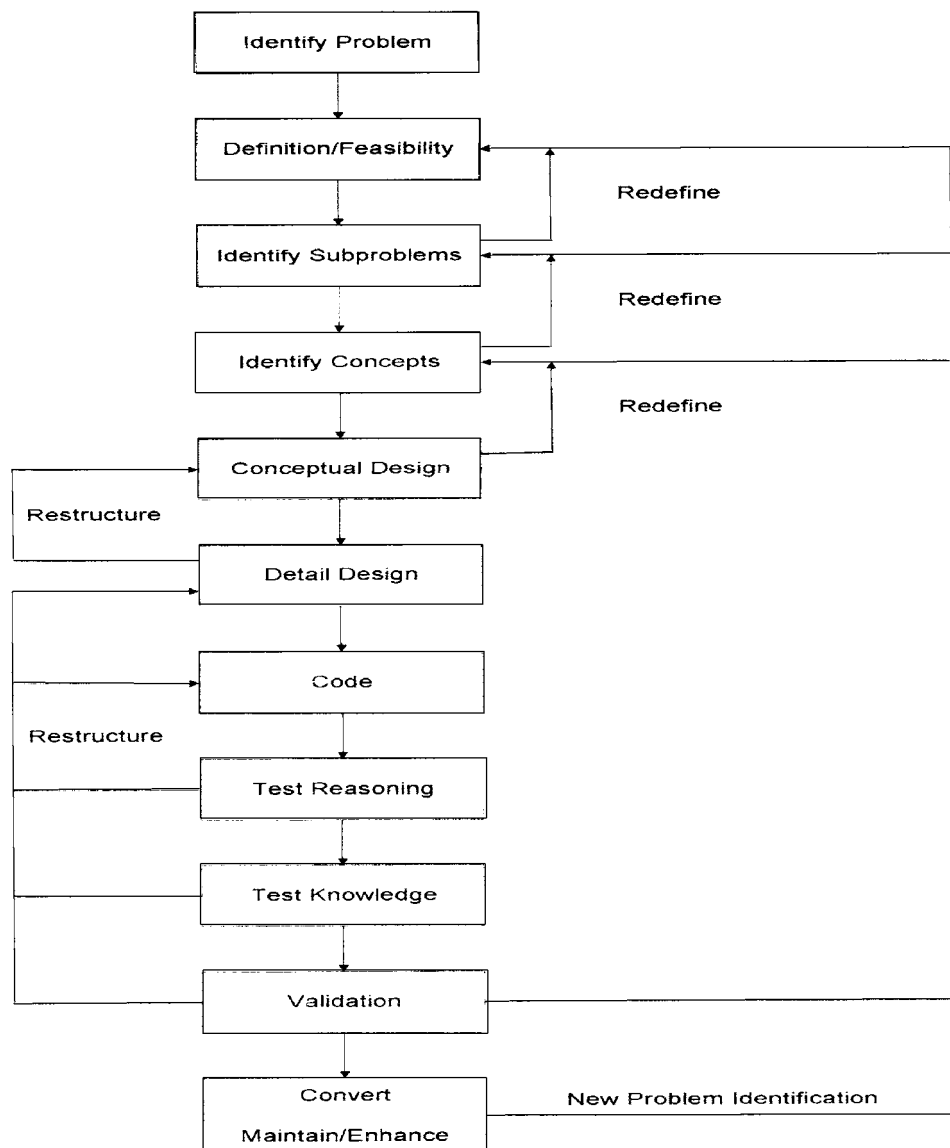 Identify Problem
Definition/Feasibility
Redefine
Identify Subproblems
Redefine
Identify Concepts
Redefine
Conceptual Design
Restructure
Detail Design
Code
Restructure
Test Reasoning
Test Knowledge
Validation
Convert
Maintain/Enhance
New Problem Identification